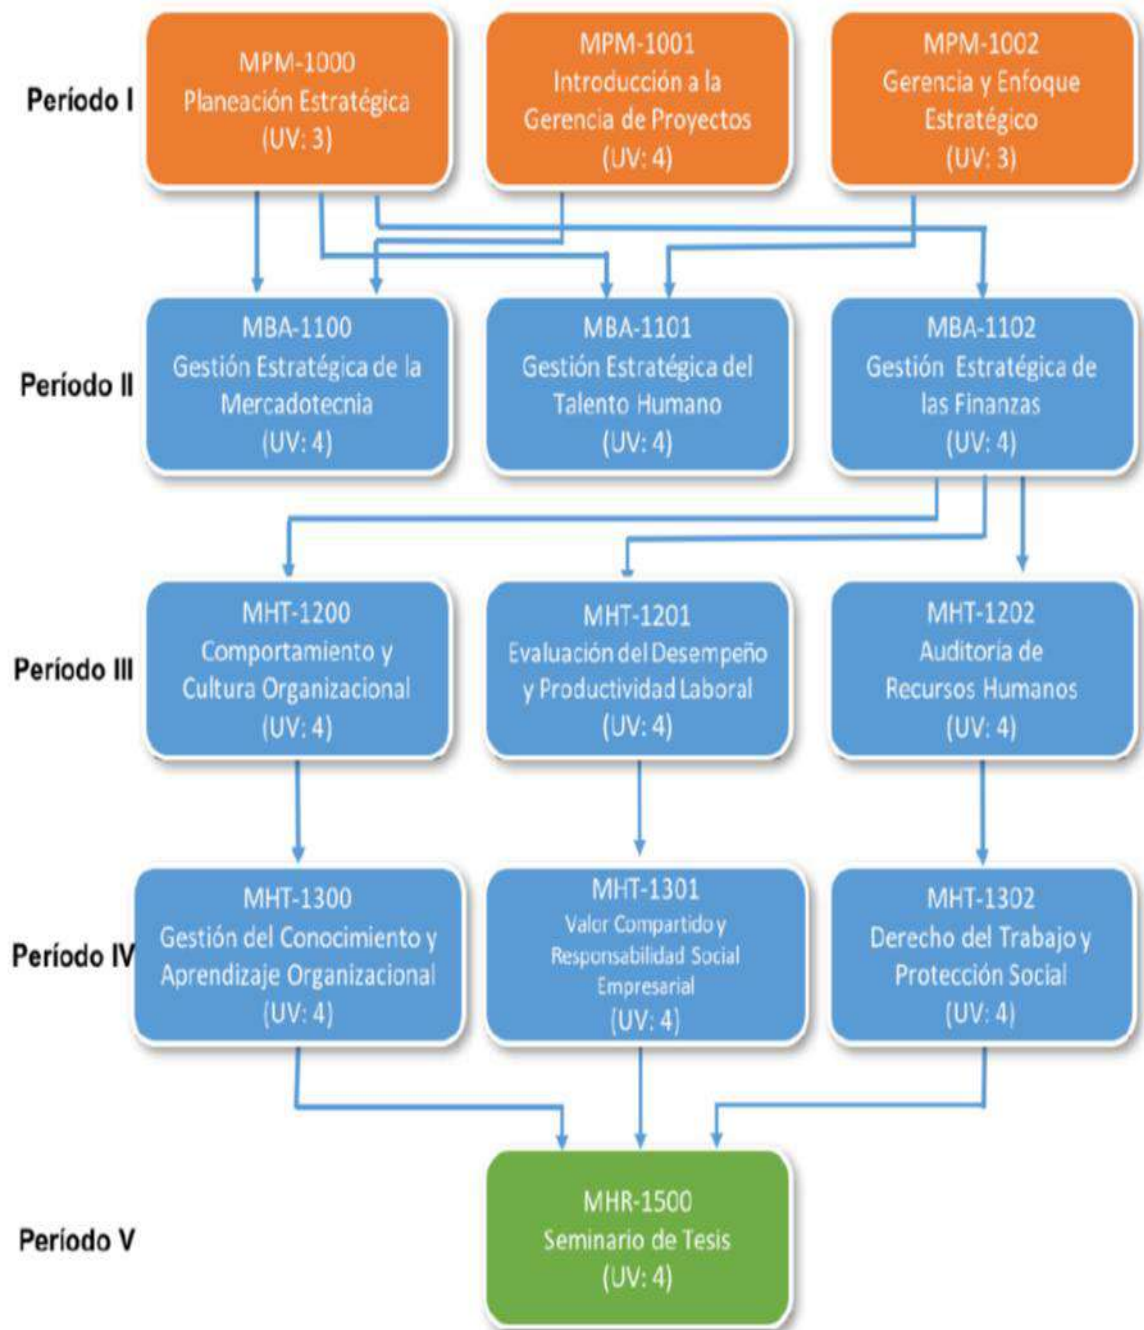 Período I
MPM-1000
Planeación Estratégica
(UV: 3)
MPM-1001
Introducción a la
Gerencia de Proyectos
(UV: 4)
MPM-1002
Gerencia y Enfoque
Estratégico
(UV: 3)
Período II
MBA-1100
Gestión Estratégica de la
Mercadotecnia
(UV: 4)
MBA-1101
Gestión Estratégica del
Talento Humano
(UV: 4)
MBA-1102
Gestión Estratégica de
las Finanzas
(UV: 4)
Período III
MHT-1200
Comportamiento y
Cultura Organizacional
(UV: 4)
MHT-1201
Evaluación del Desempeño
y Productividad Laboral
(UV: 4)
MHT-1202
Auditoría de
Recursos Humanos
(UV: 4)
Período IV
MHT-1300
Gestión del Conocimiento y
Aprendizaje Organizacional
(UV: 4)
MHT-1301
Valor Compartido y
Responsabilidad Social
Empresarial
(UV: 4)
MHT-1302
Derecho del Trabajo y
Protección Social
(UV: 4)
Período V
MHR-1500
Seminario de Tesis
(UV: 4)